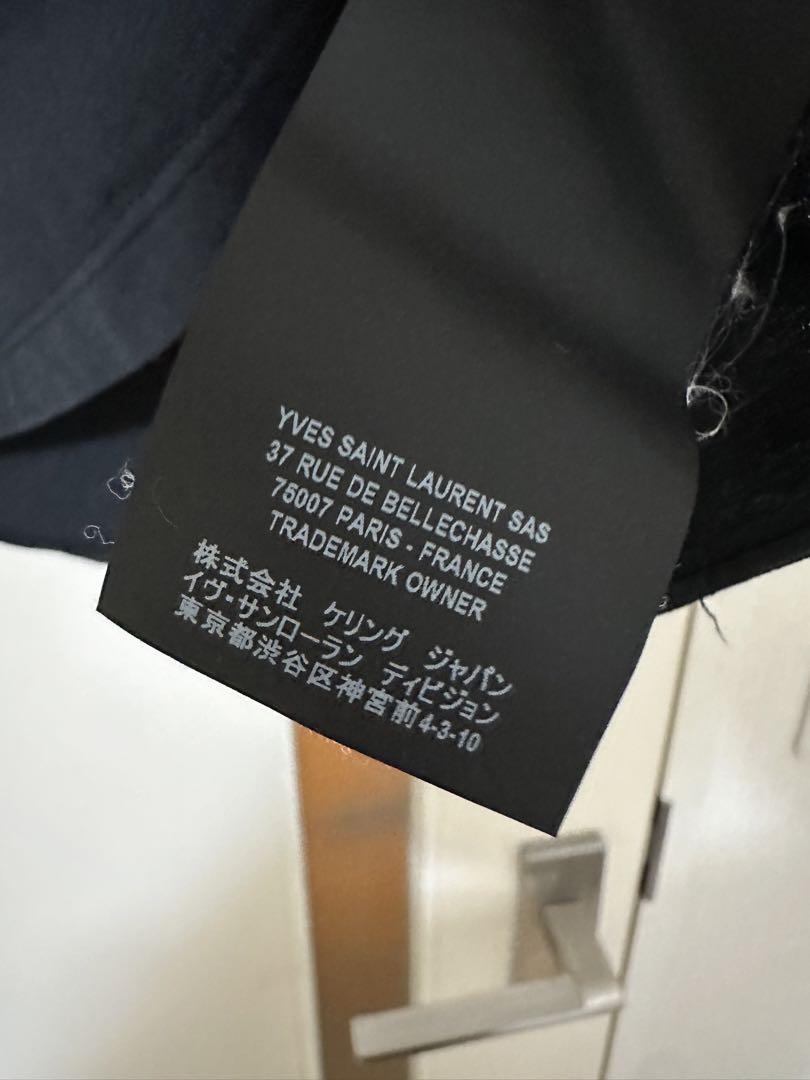 YVES SAINT LAURENT SAS
37 RUE DE BELLECHASSE
75007 PARIS - FRANCE
TRADEMARK OWNER
株式会社 ケリング ジャパン
イヴ・サンローラン ディビジョン
東京都渋谷区神宮前4-3-10